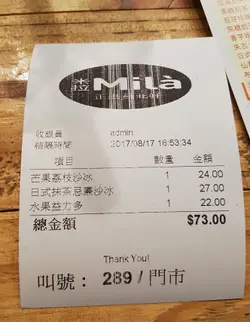 米拉 Milà
收銀員 admin
結賬時間 2017/08/17 16:53:34
項目 數量 金額
芒果荔枝沙冰 1 24.00
日式抹茶忌廉沙冰 1 27.00
水果益力多 1 22.00
總金額 $73.00
Thank You!
叫號： 289 / 門市